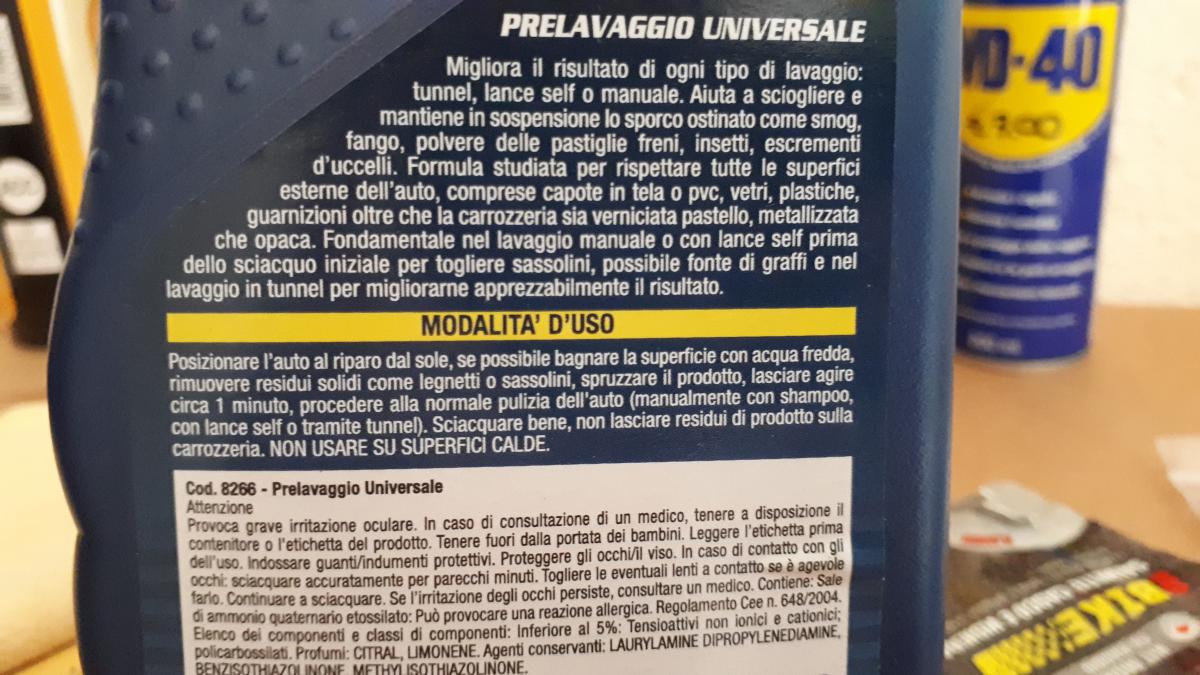 PRELAVAGGIO UNIVERSALE
Migliora il risultato di ogni tipo di lavaggio:
tunnel, lance self o manuale. Aiuta a sciogliere e
mantiene in sospensione lo sporco ostinato come smog,
fango, polvere delle pastiglie freni, insetti, escrementi
d'uccelli. Formula studiata per rispettare tutte le superfici
esterne dell'auto, comprese capote in tela o pvc, vetri, plastiche,
guarnizioni oltre che la carrozzeria sia verniciata pastello, metallizzata
che opaca. Fondamentale nel lavaggio manuale o con lance self prima
dello sciacquo iniziale per togliere sassolini, possibile fonte di graffi e nel
lavaggio in tunnel per migliorarne apprezzabilmente il risultato.
MODALITA' D'USO
Posizionare l'auto al riparo dal sole, se possibile bagnare la superficie con acqua fredda,
rimuovere residui solidi come legnetti o sassolini, spruzzare il prodotto, lasciare agire
circa 1 minuto, procedere alla normale pulizia dell'auto (manualmente con shampoo,
con lance self o tramite tunnel). Sciacquare bene, non lasciare residui di prodotto sulla
carrozzeria. NON USARE SU SUPERFICI CALDE.
Cod. 8266 - Prelavaggio Universale
Attenzione
Provoca grave irritazione oculare. In caso di consultazione di un medico, tenere a disposizione il
contenitore o l'etichetta del prodotto. Tenere fuori dalla portata dei bambini. Leggere l'etichetta prima
dell'uso. Indossare guanti/indumenti protettivi. Proteggere gli occhi/il viso. In caso di contatto con gli
occhi: sciacquare accuratamente per parecchi minuti. Togliere le eventuali lenti a contatto se è agevole
farlo. Continuare a sciacquare. Se l'irritazione degli occhi persiste, consultare un medico. Contiene: Sale
di ammonio quaternario etossilato: Può provocare una reazione allergica. Regolamento Cee n. 648/2004.
Elenco dei componenti e classi di componenti: Inferiore al 5%: Tensioattivi non ionici e cationici;
policarbossilati. Profumi: CITRAL, LIMONENE. Agenti conservanti: LAURYLAMINE DIPROPYLENEDIAMINE,
BENZISOTHIAZOLINONE, METHYLISOTHIAZOLINONE.
WD-40
BIKE